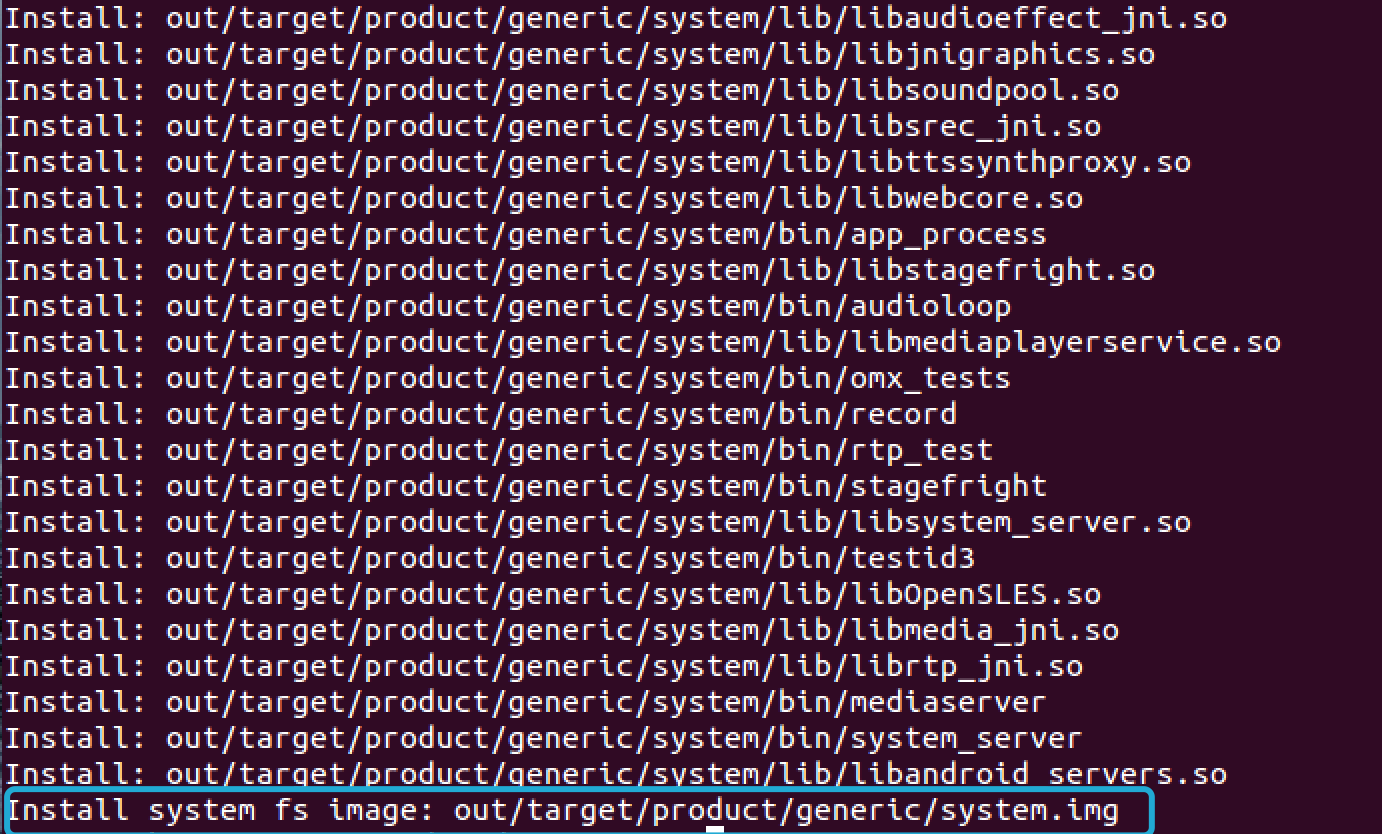 Install: out/target/product/generic/system/lib/libaudioeffect_jni.so
Install: out/target/product/generic/system/lib/libjnigraphics.so
Install: out/target/product/generic/system/lib/libsoundpool.so
Install: out/target/product/generic/system/lib/libsrec_jni.so
Install: out/target/product/generic/system/lib/libttssynthproxy.so
Install: out/target/product/generic/system/lib/libwebcore.so
Install: out/target/product/generic/system/bin/app_process
Install: out/target/product/generic/system/lib/libstagefright.so
Install: out/target/product/generic/system/bin/audioloop
Install: out/target/product/generic/system/lib/libmediaplayerservice.so
Install: out/target/product/generic/system/bin/omx_tests
Install: out/target/product/generic/system/bin/record
Install: out/target/product/generic/system/bin/rtp_test
Install: out/target/product/generic/system/bin/stagefright
Install: out/target/product/generic/system/lib/libsystem_server.so
Install: out/target/product/generic/system/bin/testid3
Install: out/target/product/generic/system/lib/libOpenSLES.so
Install: out/target/product/generic/system/lib/libmedia_jni.so
Install: out/target/product/generic/system/lib/librtp_jni.so
Install: out/target/product/generic/system/bin/mediaserver
Install: out/target/product/generic/system/bin/system_server
Install: out/target/product/generic/system/lib/libandroid_servers.so
Install system fs image: out/target/product/generic/system.img